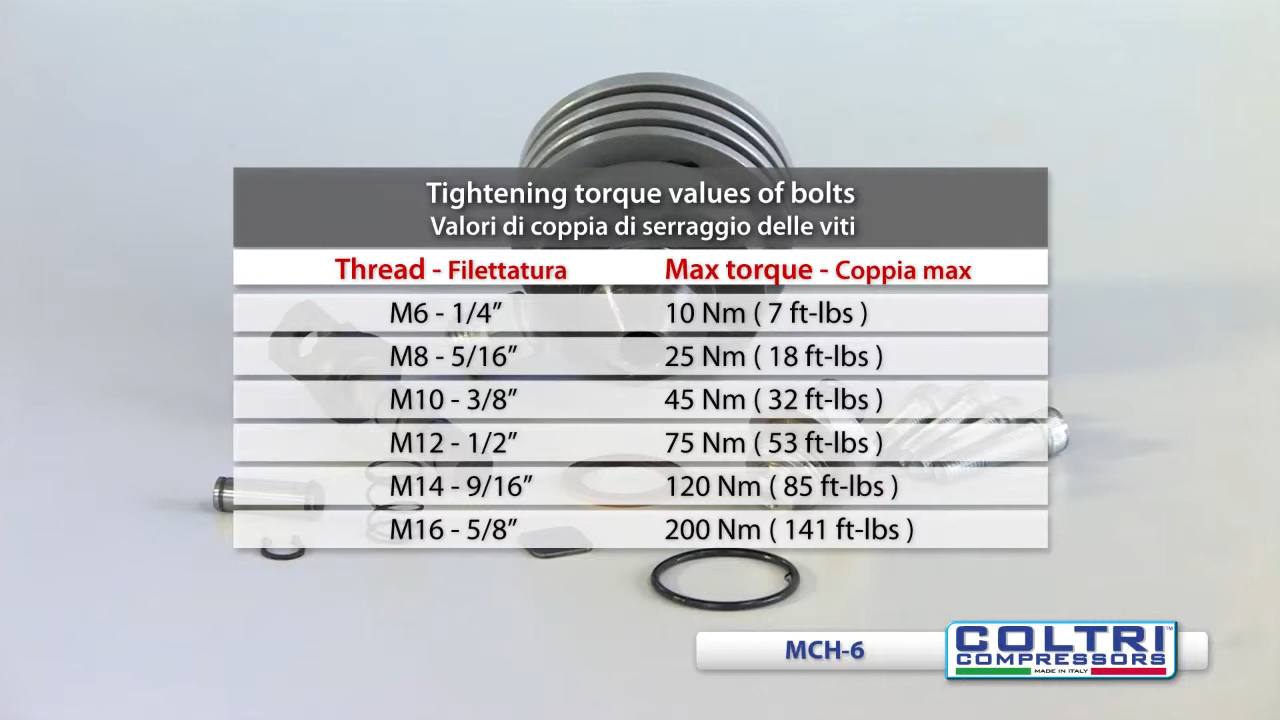 Tightening torque values of bolts
Valori di coppia di serraggio delle viti
Thread - Filettatura Max torque - Coppia max
M6 - 1/4” 10 Nm ( 7 ft-lbs )
M8 - 5/16” 25 Nm ( 18 ft-lbs )
M10 - 3/8” 45 Nm ( 32 ft-lbs )
M12 - 1/2” 75 Nm ( 53 ft-lbs )
M14 - 9/16” 120 Nm ( 85 ft-lbs )
M16 - 5/8” 200 Nm ( 141 ft-lbs )
MCH-6
COLTRI™
COMPRESSORS
MADE IN ITALY